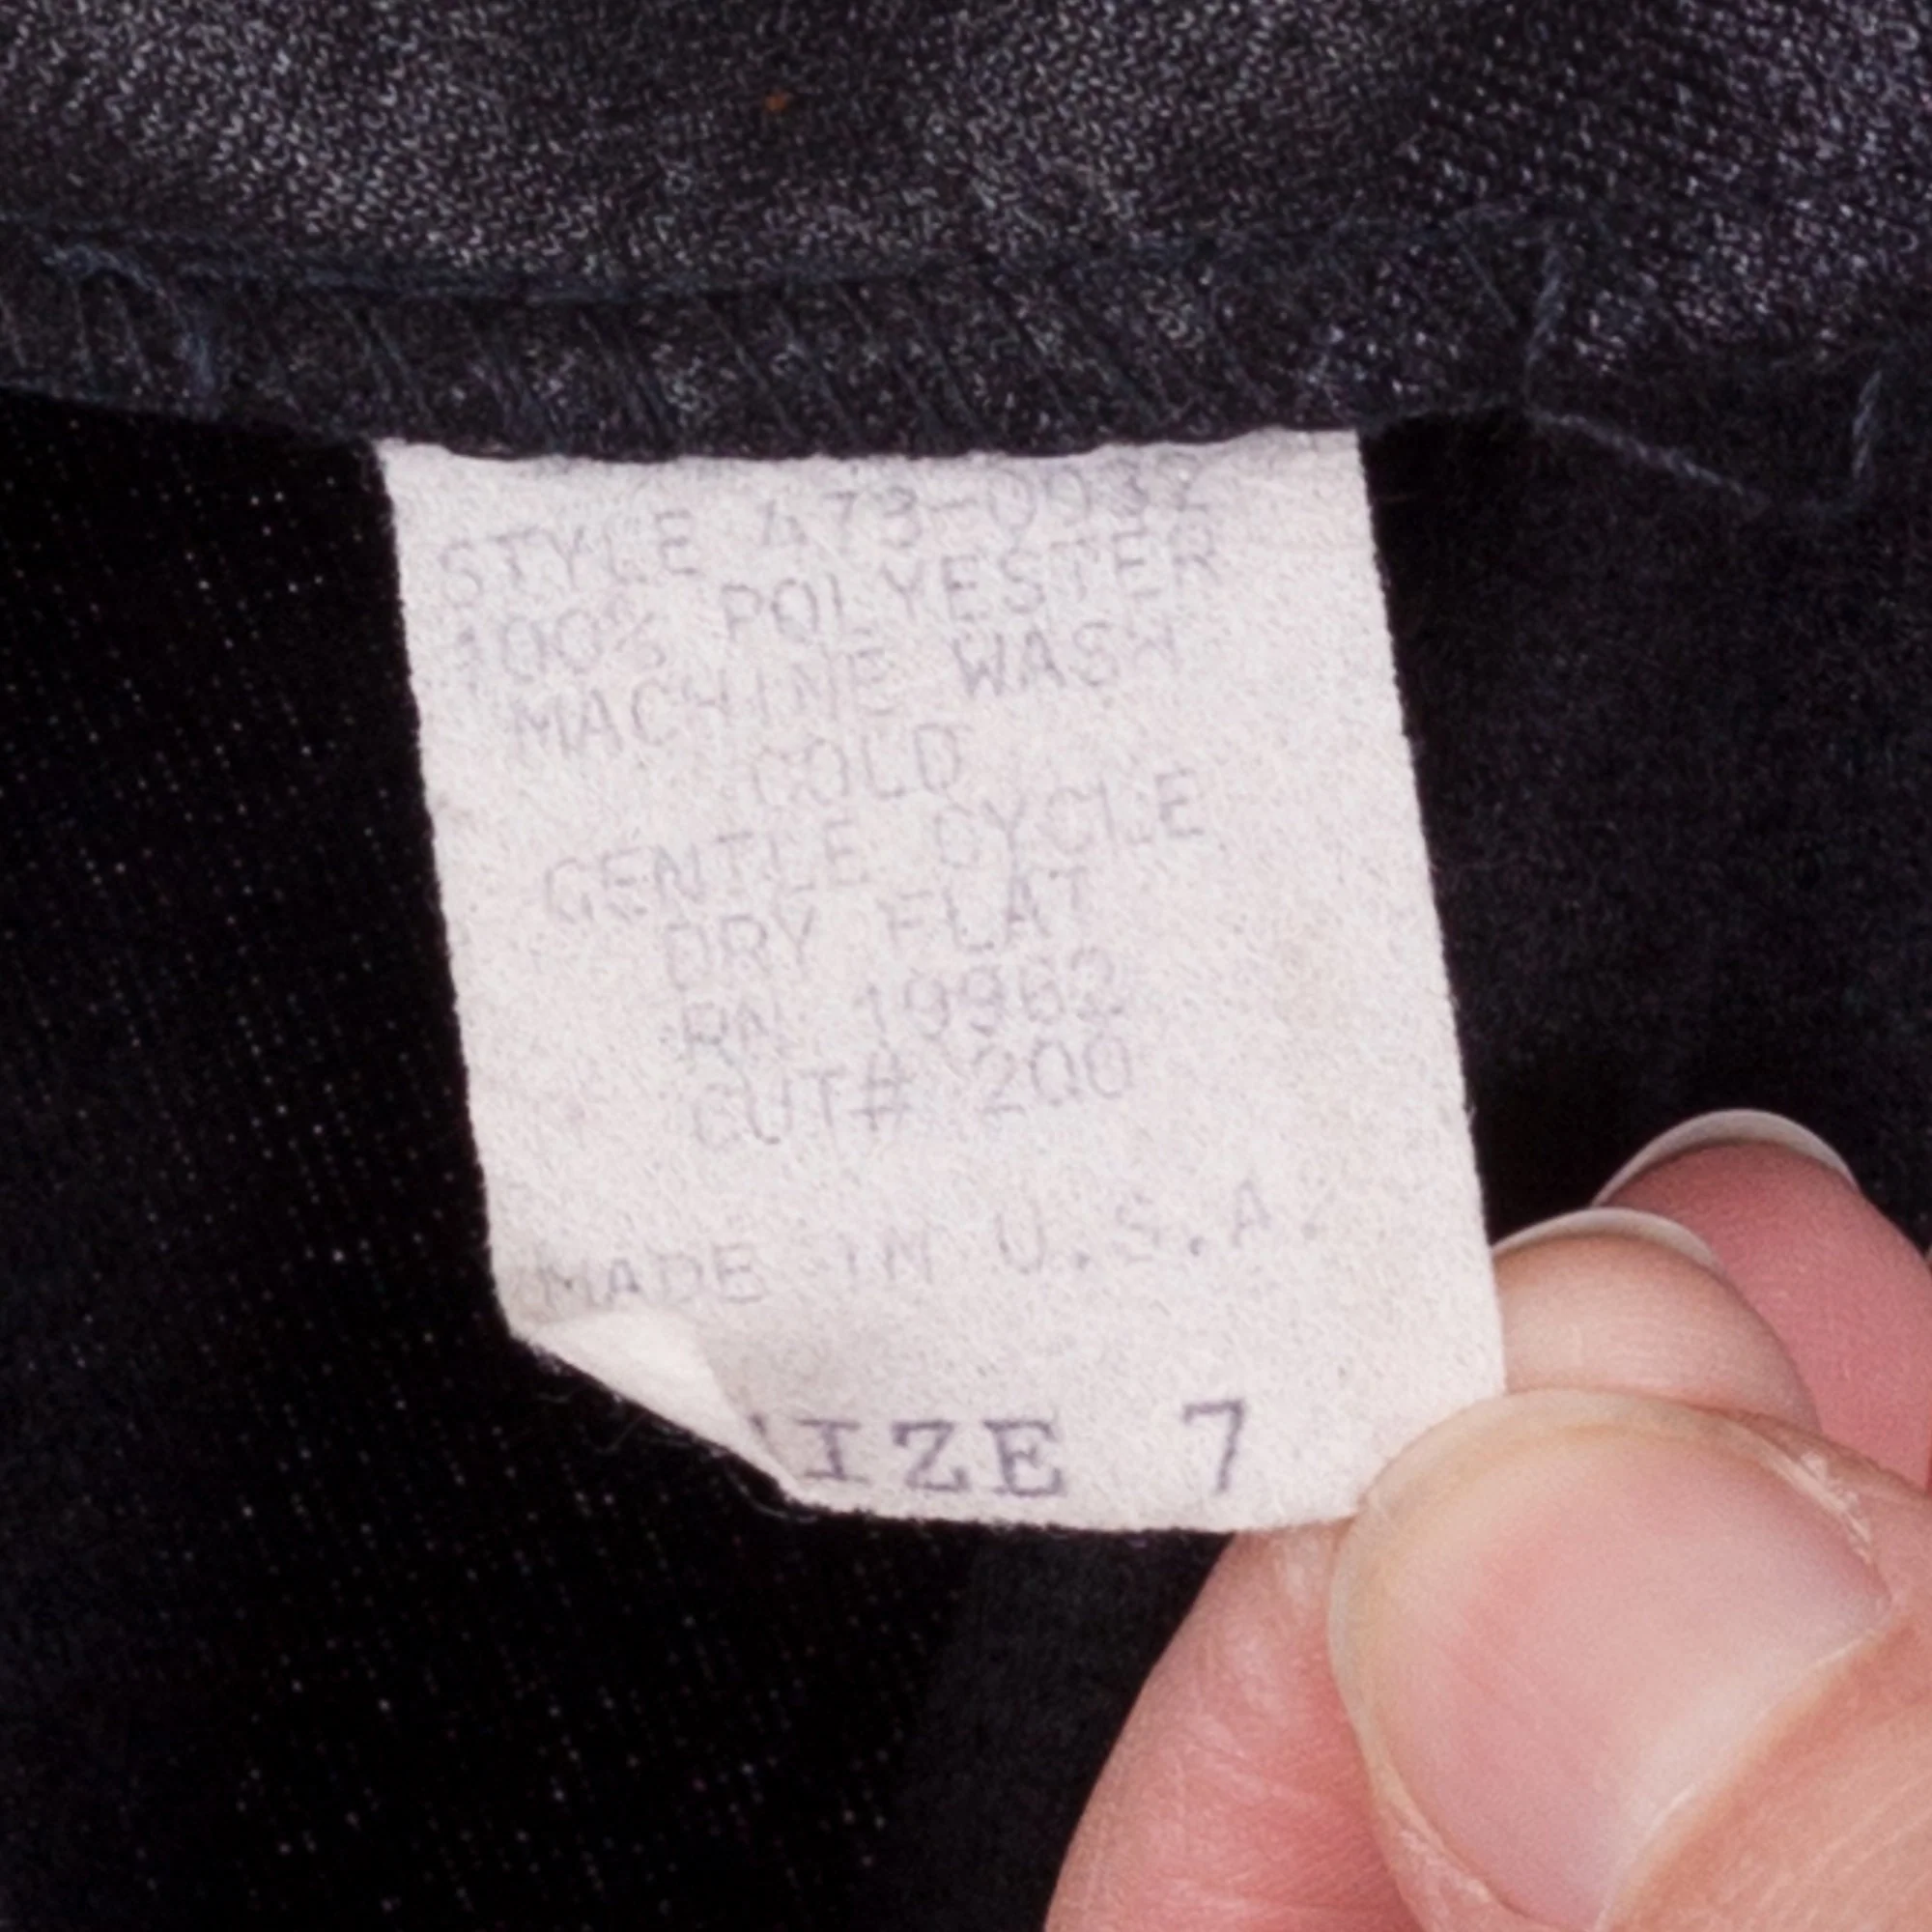 STYLE 473-0932
100% POLYESTER
MACHINE WASH
COLD
GENTLE CYCLE
DRY FLAT
RN 19962
CUT# 200
MADE IN U.S.A.
IZE 7